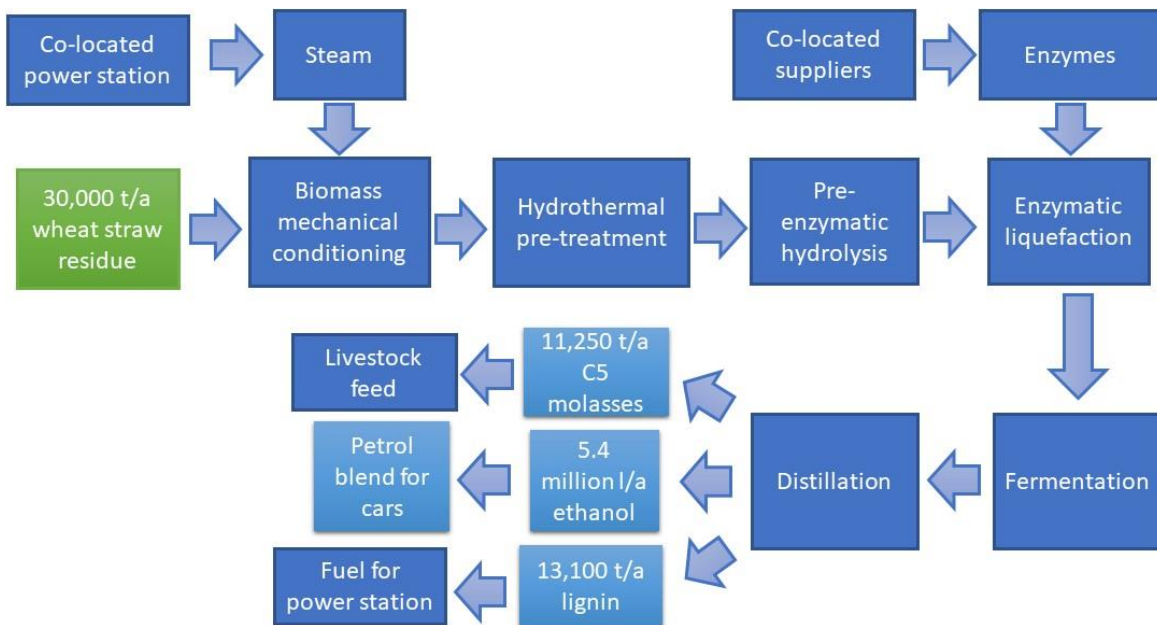 Co-located
power station
Steam
Co-located
suppliers
Enzymes
30,000 t/a
wheat straw
residue
Biomass
mechanical
conditioning
Hydrothermal
pre-treatment
Pre-
enzymatic
hydrolysis
Enzymatic
liquefaction
Livestock
feed
11,250 t/a
C5
molasses
Petrol
blend for
cars
5.4
million l/a
ethanol
Distillation
Fermentation
Fuel for
power station
13,100 t/a
lignin